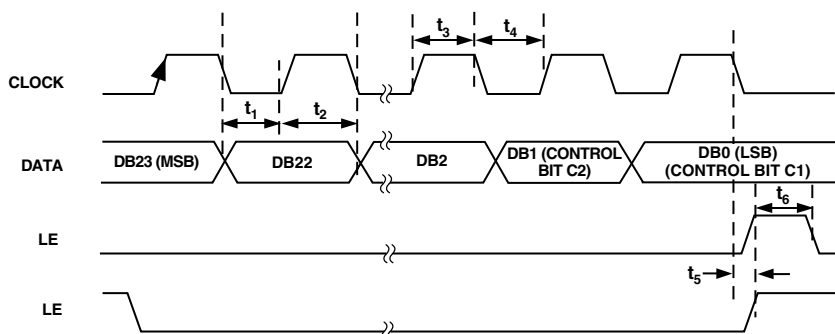 t3
t4
CLOCK
t1
t2
DATA
DB23 (MSB)
DB22
DB2
DB1 (CONTROL
BIT C2)
DB0 (LSB)
(CONTROL BIT C1)
t6
LE
t5
LE